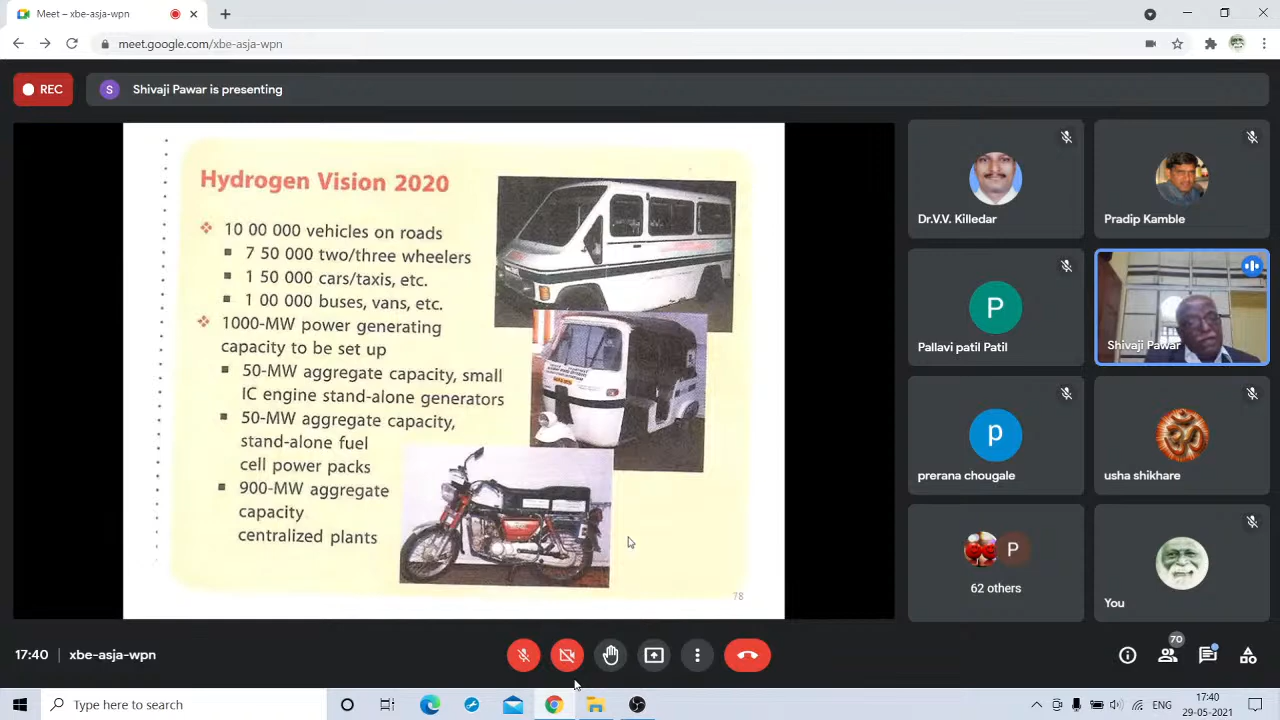 Meet – xbe-asja-wpn
meet.google.com/xbe-asja-wpn
REC
S
Shivaji Pawar is presenting
Hydrogen Vision 2020
10 00 000 vehicles on roads
7 50 000 two/three wheelers
1 50 000 cars/taxis, etc.
1 00 000 buses, vans, etc.
1000-MW power generating
capacity to be set up
50-MW aggregate capacity, small
IC engine stand-alone generators
50-MW aggregate capacity,
stand-alone fuel
cell power packs
900-MW aggregate
capacity
centralized plants
78
Dr.V.V. Killedar
Pradip Kamble
P
Pallavi patil Patil
Shivaji Pawar
p
prerana chougale
usha shikhare
P
62 others
You
17:40
xbe-asja-wpn
70
Type here to search
ENG
17:40
29-05-2021